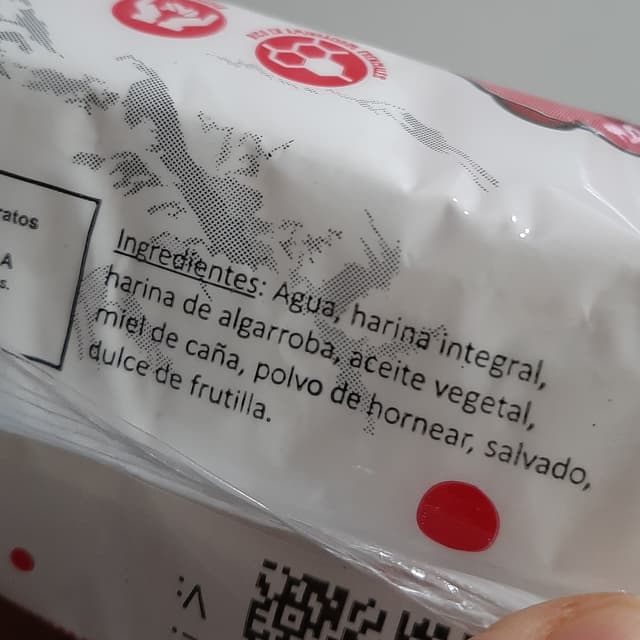 ratos
A
s.
Ingredientes: Agua, harina integral,
harina de algarroba, aceite vegetal,
miel de caña, polvo de hornear, salvado,
dulce de frutilla.
V: